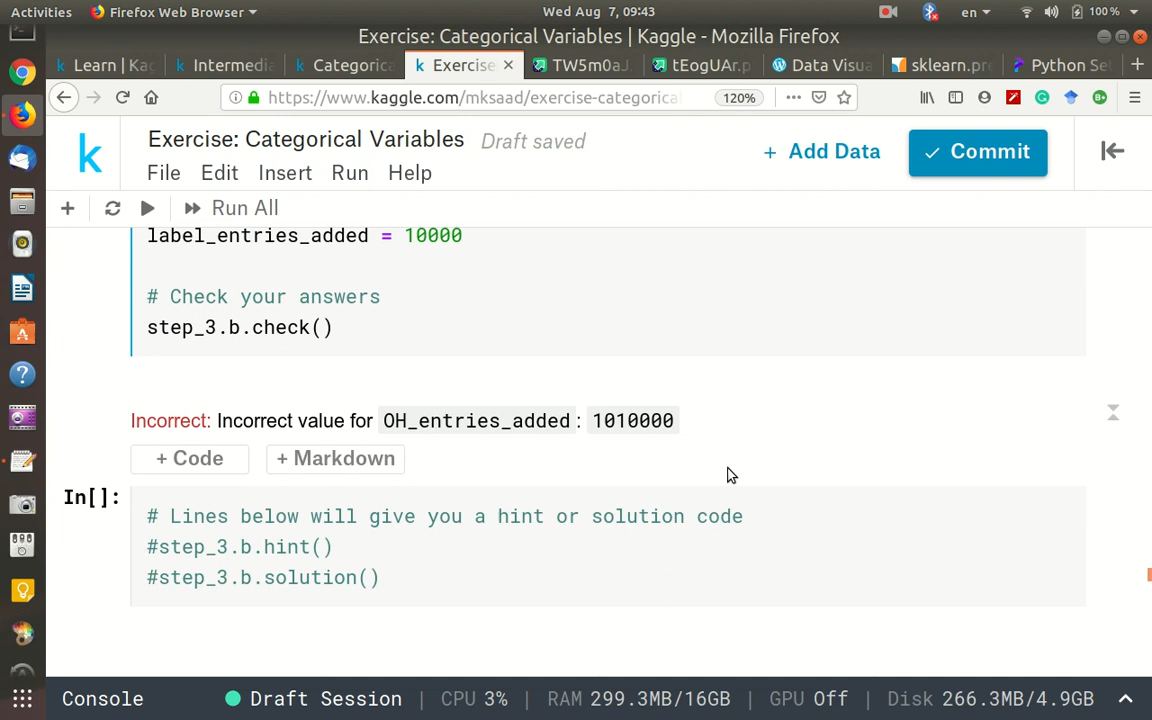 Activities Firefox Web Browser Wed Aug 7, 09:43 en 100 %
Exercise: Categorical Variables | Kaggle - Mozilla Firefox
Learn | Kag Intermedia Categorica Exercise TW5m0aJ. tEogUAr.p Data Visua sklearn.pre Python Se
https://www.kaggle.com/mksaad/exercise-categorica 120%
k Exercise: Categorical Variables Draft saved
+ Add Data Commit
File Edit Insert Run Help
Run All
label_entries_added = 10000
# Check your answers
step_3.b.check()
Incorrect: Incorrect value for OH_entries_added: 1010000
+ Code + Markdown
In[]:
# Lines below will give you a hint or solution code
#step_3.b.hint()
#step_3.b.solution()
Console Draft Session | CPU 3% | RAM 299.3MB/16GB | GPU Off | Disk 266.3MB/4.9GB